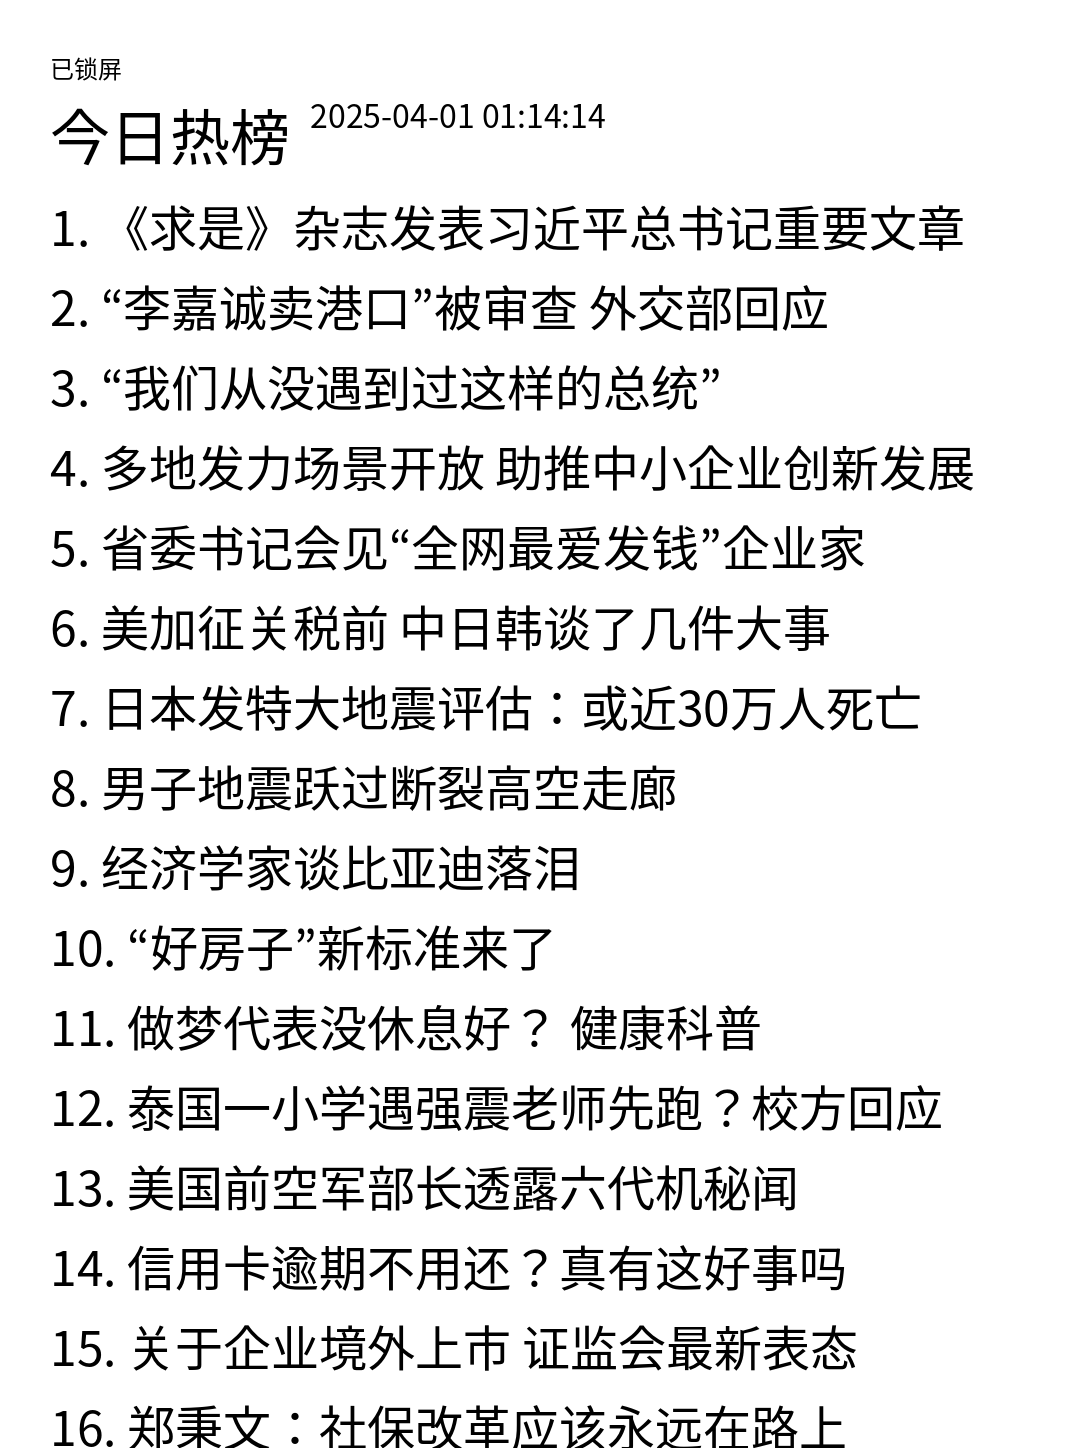 已锁屏
今日热榜 2025-04-01 01:14:14
1. 《求是》杂志发表习近平总书记重要文章
2. “李嘉诚卖港口”被审查 外交部回应
3. “我们从没遇到过这样的总统”
4. 多地发力场景开放 助推中小企业创新发展
5. 省委书记会见“全网最爱发钱”企业家
6. 美加征关税前 中日韩谈了几件大事
7. 日本发特大地震评估：或近30万人死亡
8. 男子地震跃过断裂高空走廊
9. 经济学家谈比亚迪落泪
10. “好房子”新标准来了
11. 做梦代表没休息好？ 健康科普
12. 泰国一小学遇强震老师先跑？校方回应
13. 美国前空军部长透露六代机秘闻
14. 信用卡逾期不用还？真有这好事吗
15. 关于企业境外上市 证监会最新表态
16. 郑秉文：社保改革应该永远在路上